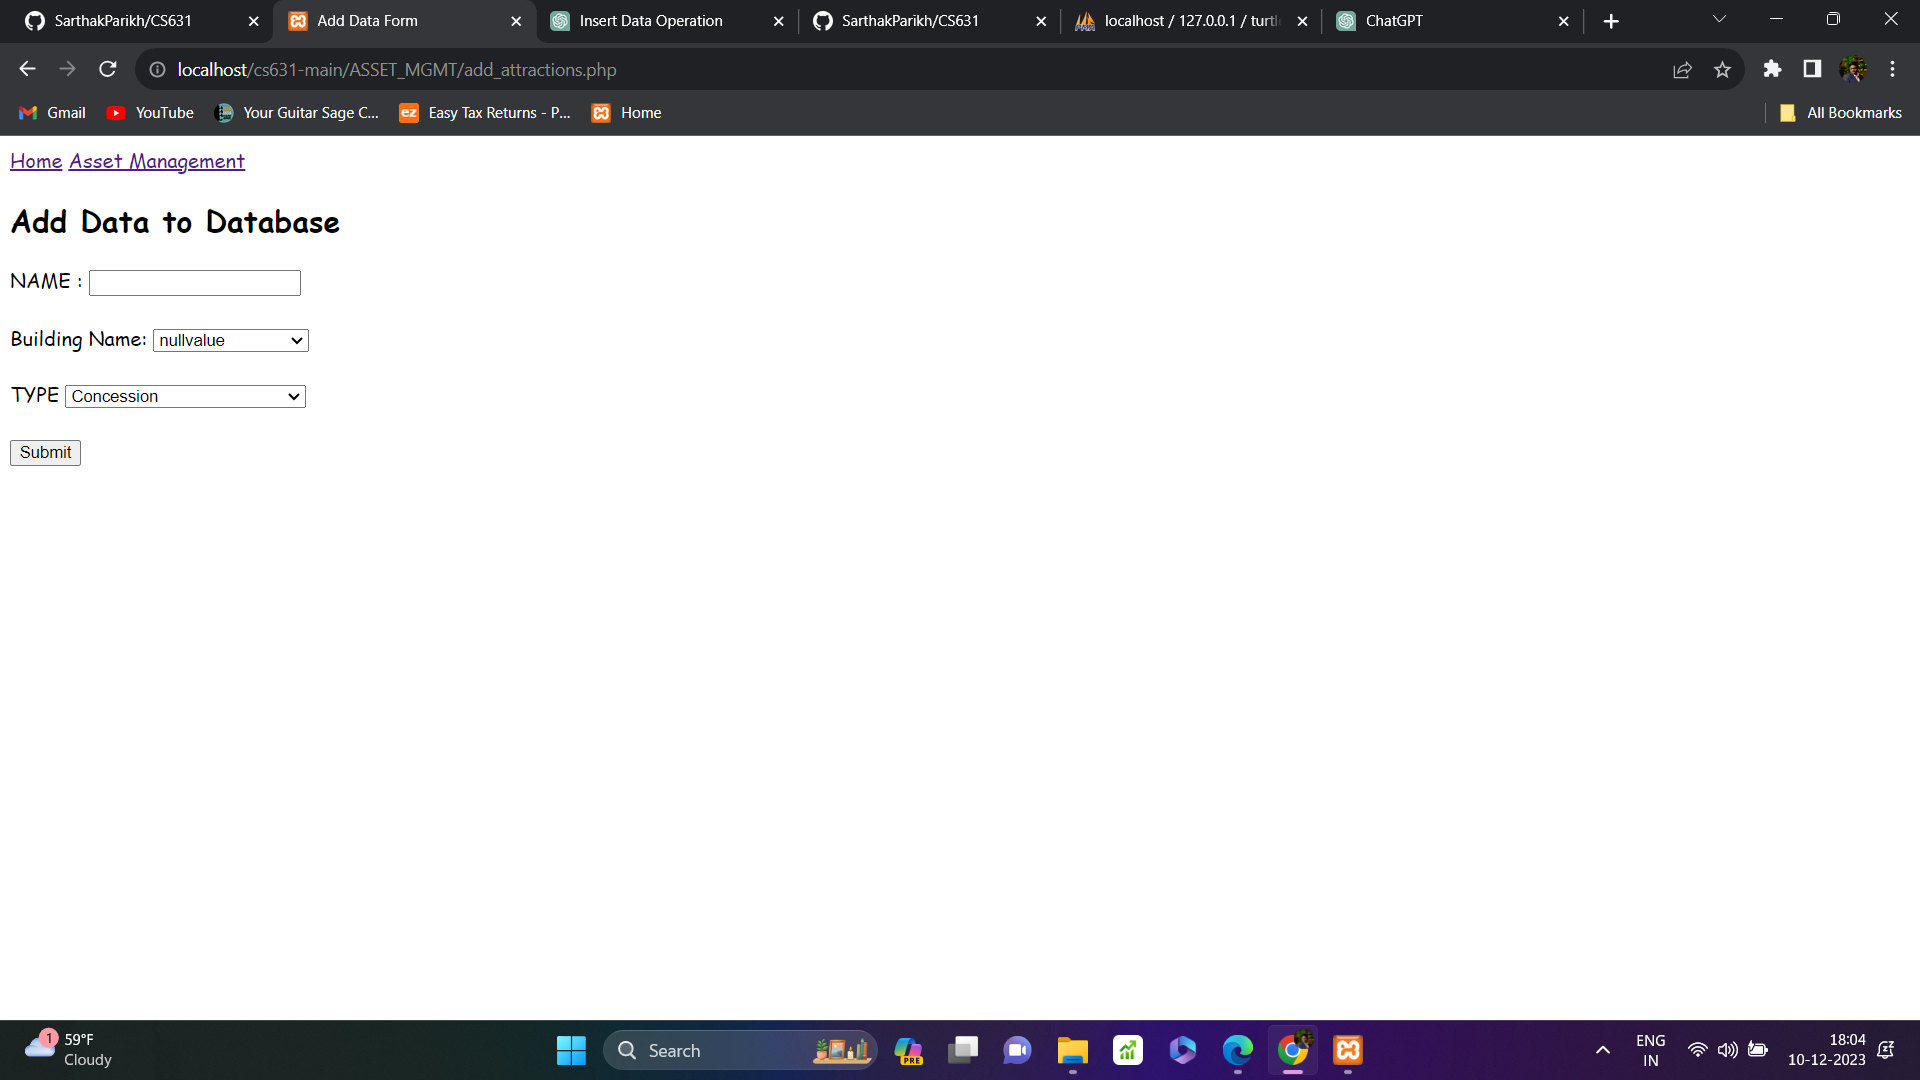 SarthakParikh/CS631
Add Data Form
Insert Data Operation
SarthakParikh/CS631
localhost / 127.0.0.1 / turtl
ChatGPT
localhost/cs631-main/ASSET_MGMT/add_attractions.php
Gmail
YouTube
Your Guitar Sage C...
ez
Easy Tax Returns - P...
Home
All Bookmarks
Home Asset Management
Add Data to Database
NAME :
Building Name: nullvalue
TYPE Concession
Submit
1
59°F
Cloudy
Search
PRE
ENG
IN
18:04
10-12-2023